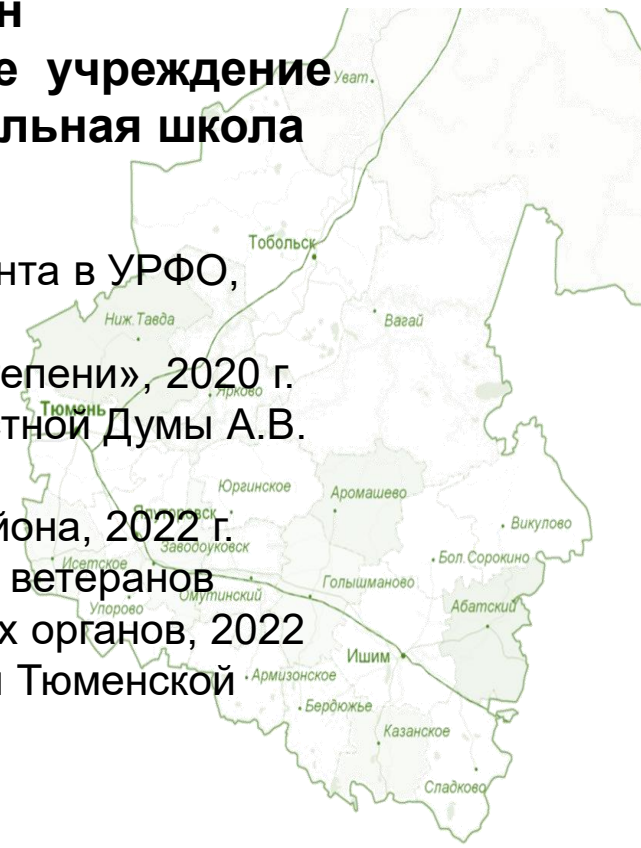 н
е учреждение
льная школа
нта в УРФО,
епени», 2020 г.
стной Думы А.В.
йона, 2022 г.
ветеранов
х органов, 2022
и Тюменской
Уват
Тобольск
Ниж.Тавда
Вагай
Ярково
Тюмень
Юргинское
Аромашево
Ялуторовск
Викулово
Заводоуковск
Бол.Сорокино
Исетское
Голышманово
Омутинский
Упорово
Абатский
Ишим
Армизонское
Бердюжье
Казанское
Сладково